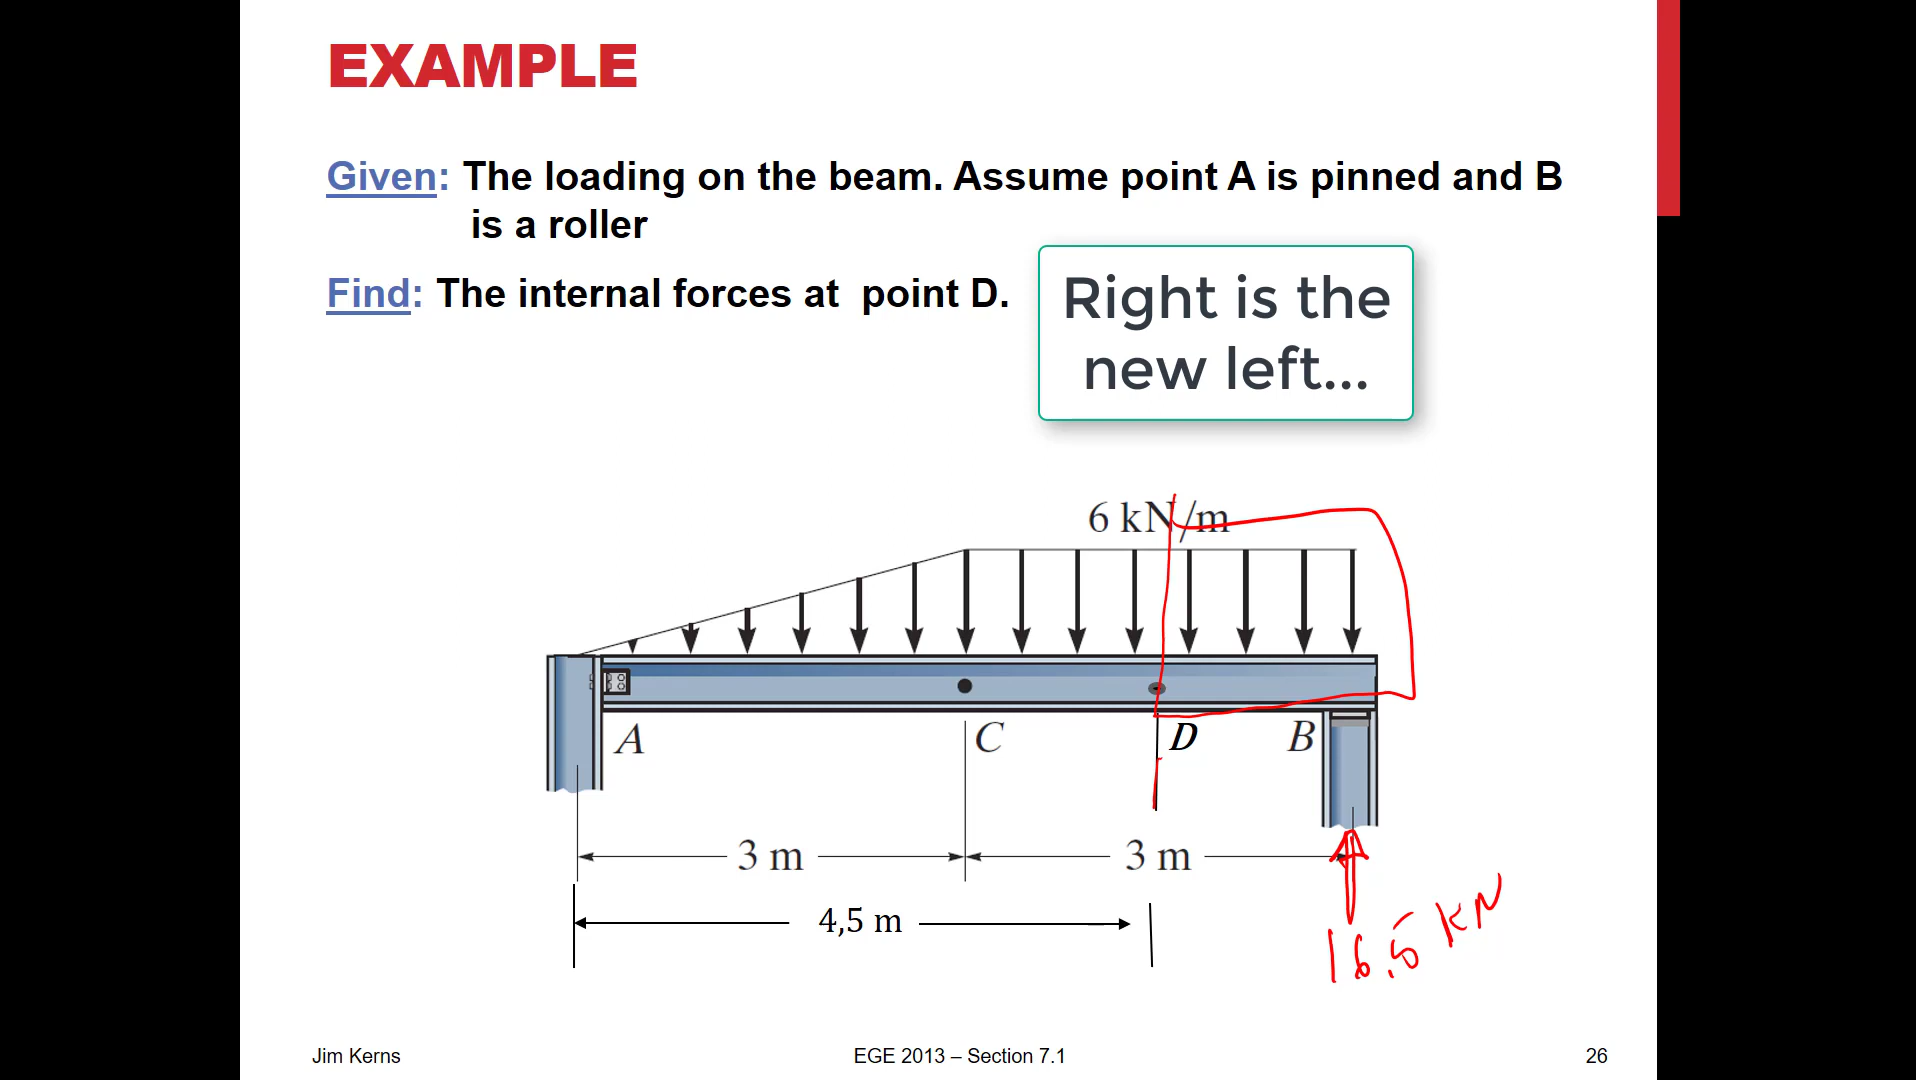 EXAMPLE
Given: The loading on the beam. Assume point A is pinned and B
is a roller
Find: The internal forces at point D.
Right is the
new left...
6 kN/m
A
C
D
B
3 m
3 m
4,5 m
16.5 KN
Jim Kerns
EGE 2013 – Section 7.1
26